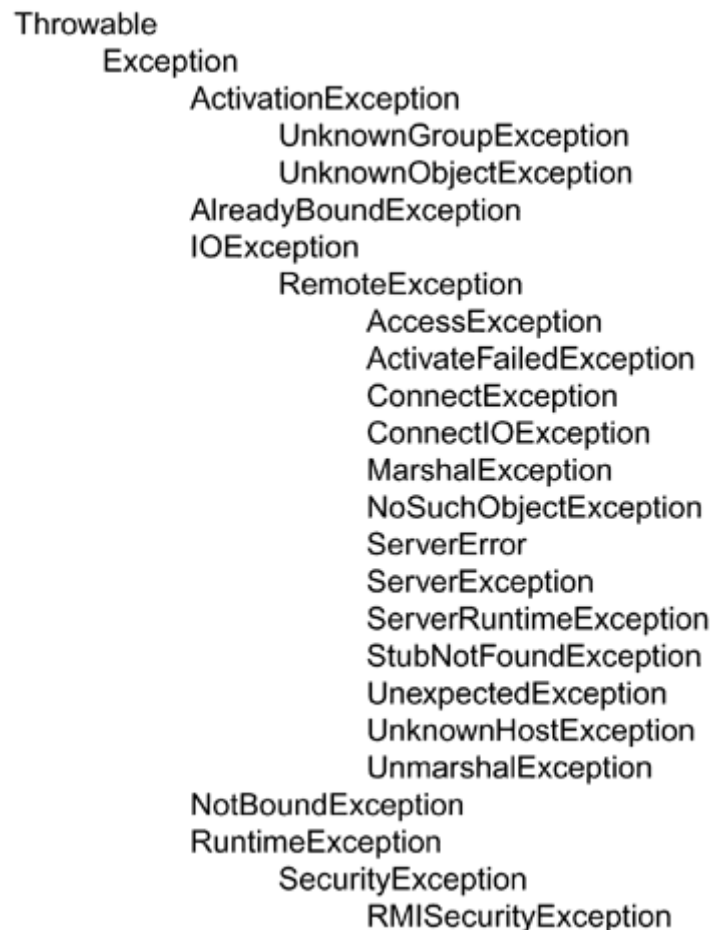 Throwable
Exception
ActivationException
UnknownGroupException
UnknownObjectException
AlreadyBoundException
IOException
RemoteException
AccessException
ActivateFailedException
ConnectException
ConnectIOException
MarshalException
NoSuchObjectException
ServerError
ServerException
ServerRuntimeException
StubNotFoundException
UnexpectedException
UnknownHostException
UnmarshalException
NotBoundException
RuntimeException
SecurityException
RMISecurityException